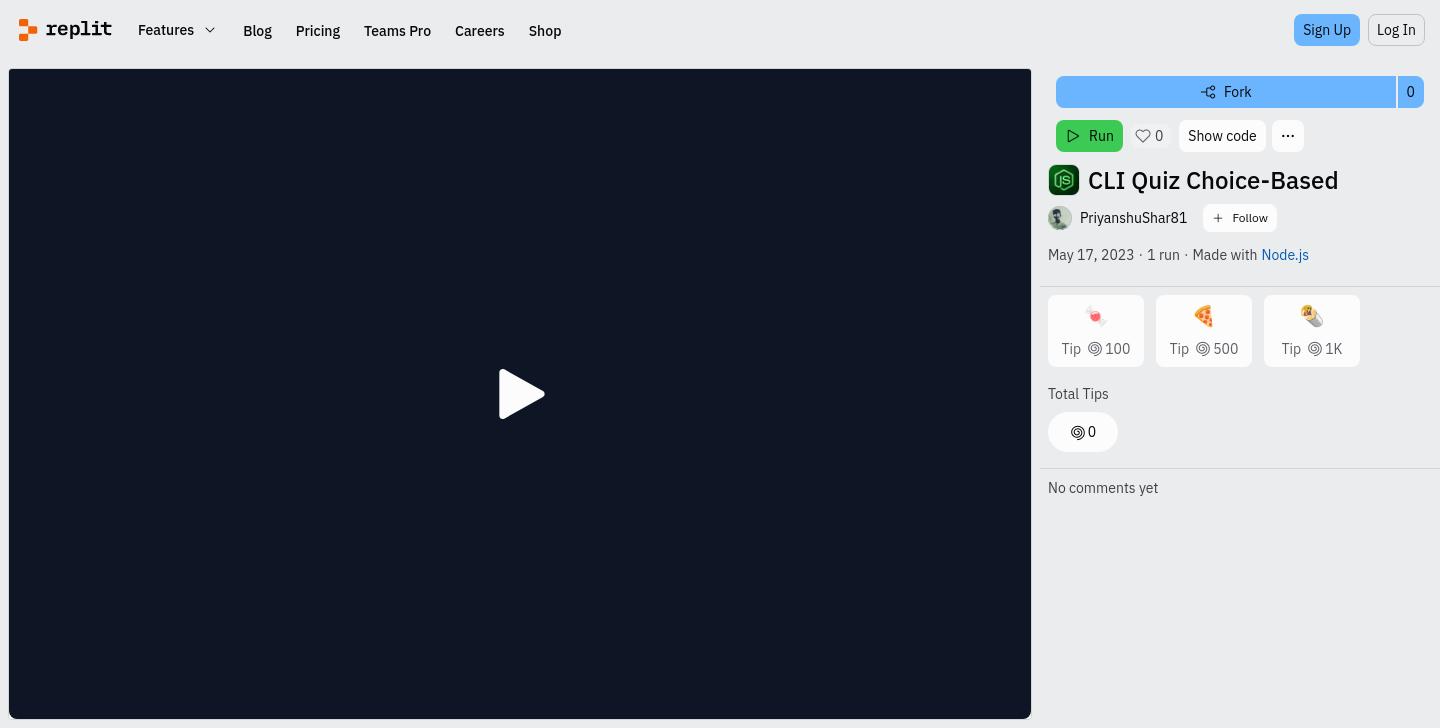 replit
Features
Blog
Pricing
Teams Pro
Careers
Shop
Sign Up
Log In
Fork
0
Run
0
Show code
JS
CLI Quiz Choice-Based
PriyanshuShar81
+ Follow
May 17, 2023 · 1 run · Made with Node.js
Tip 100
Tip 500
Tip 1K
Total Tips
0
No comments yet